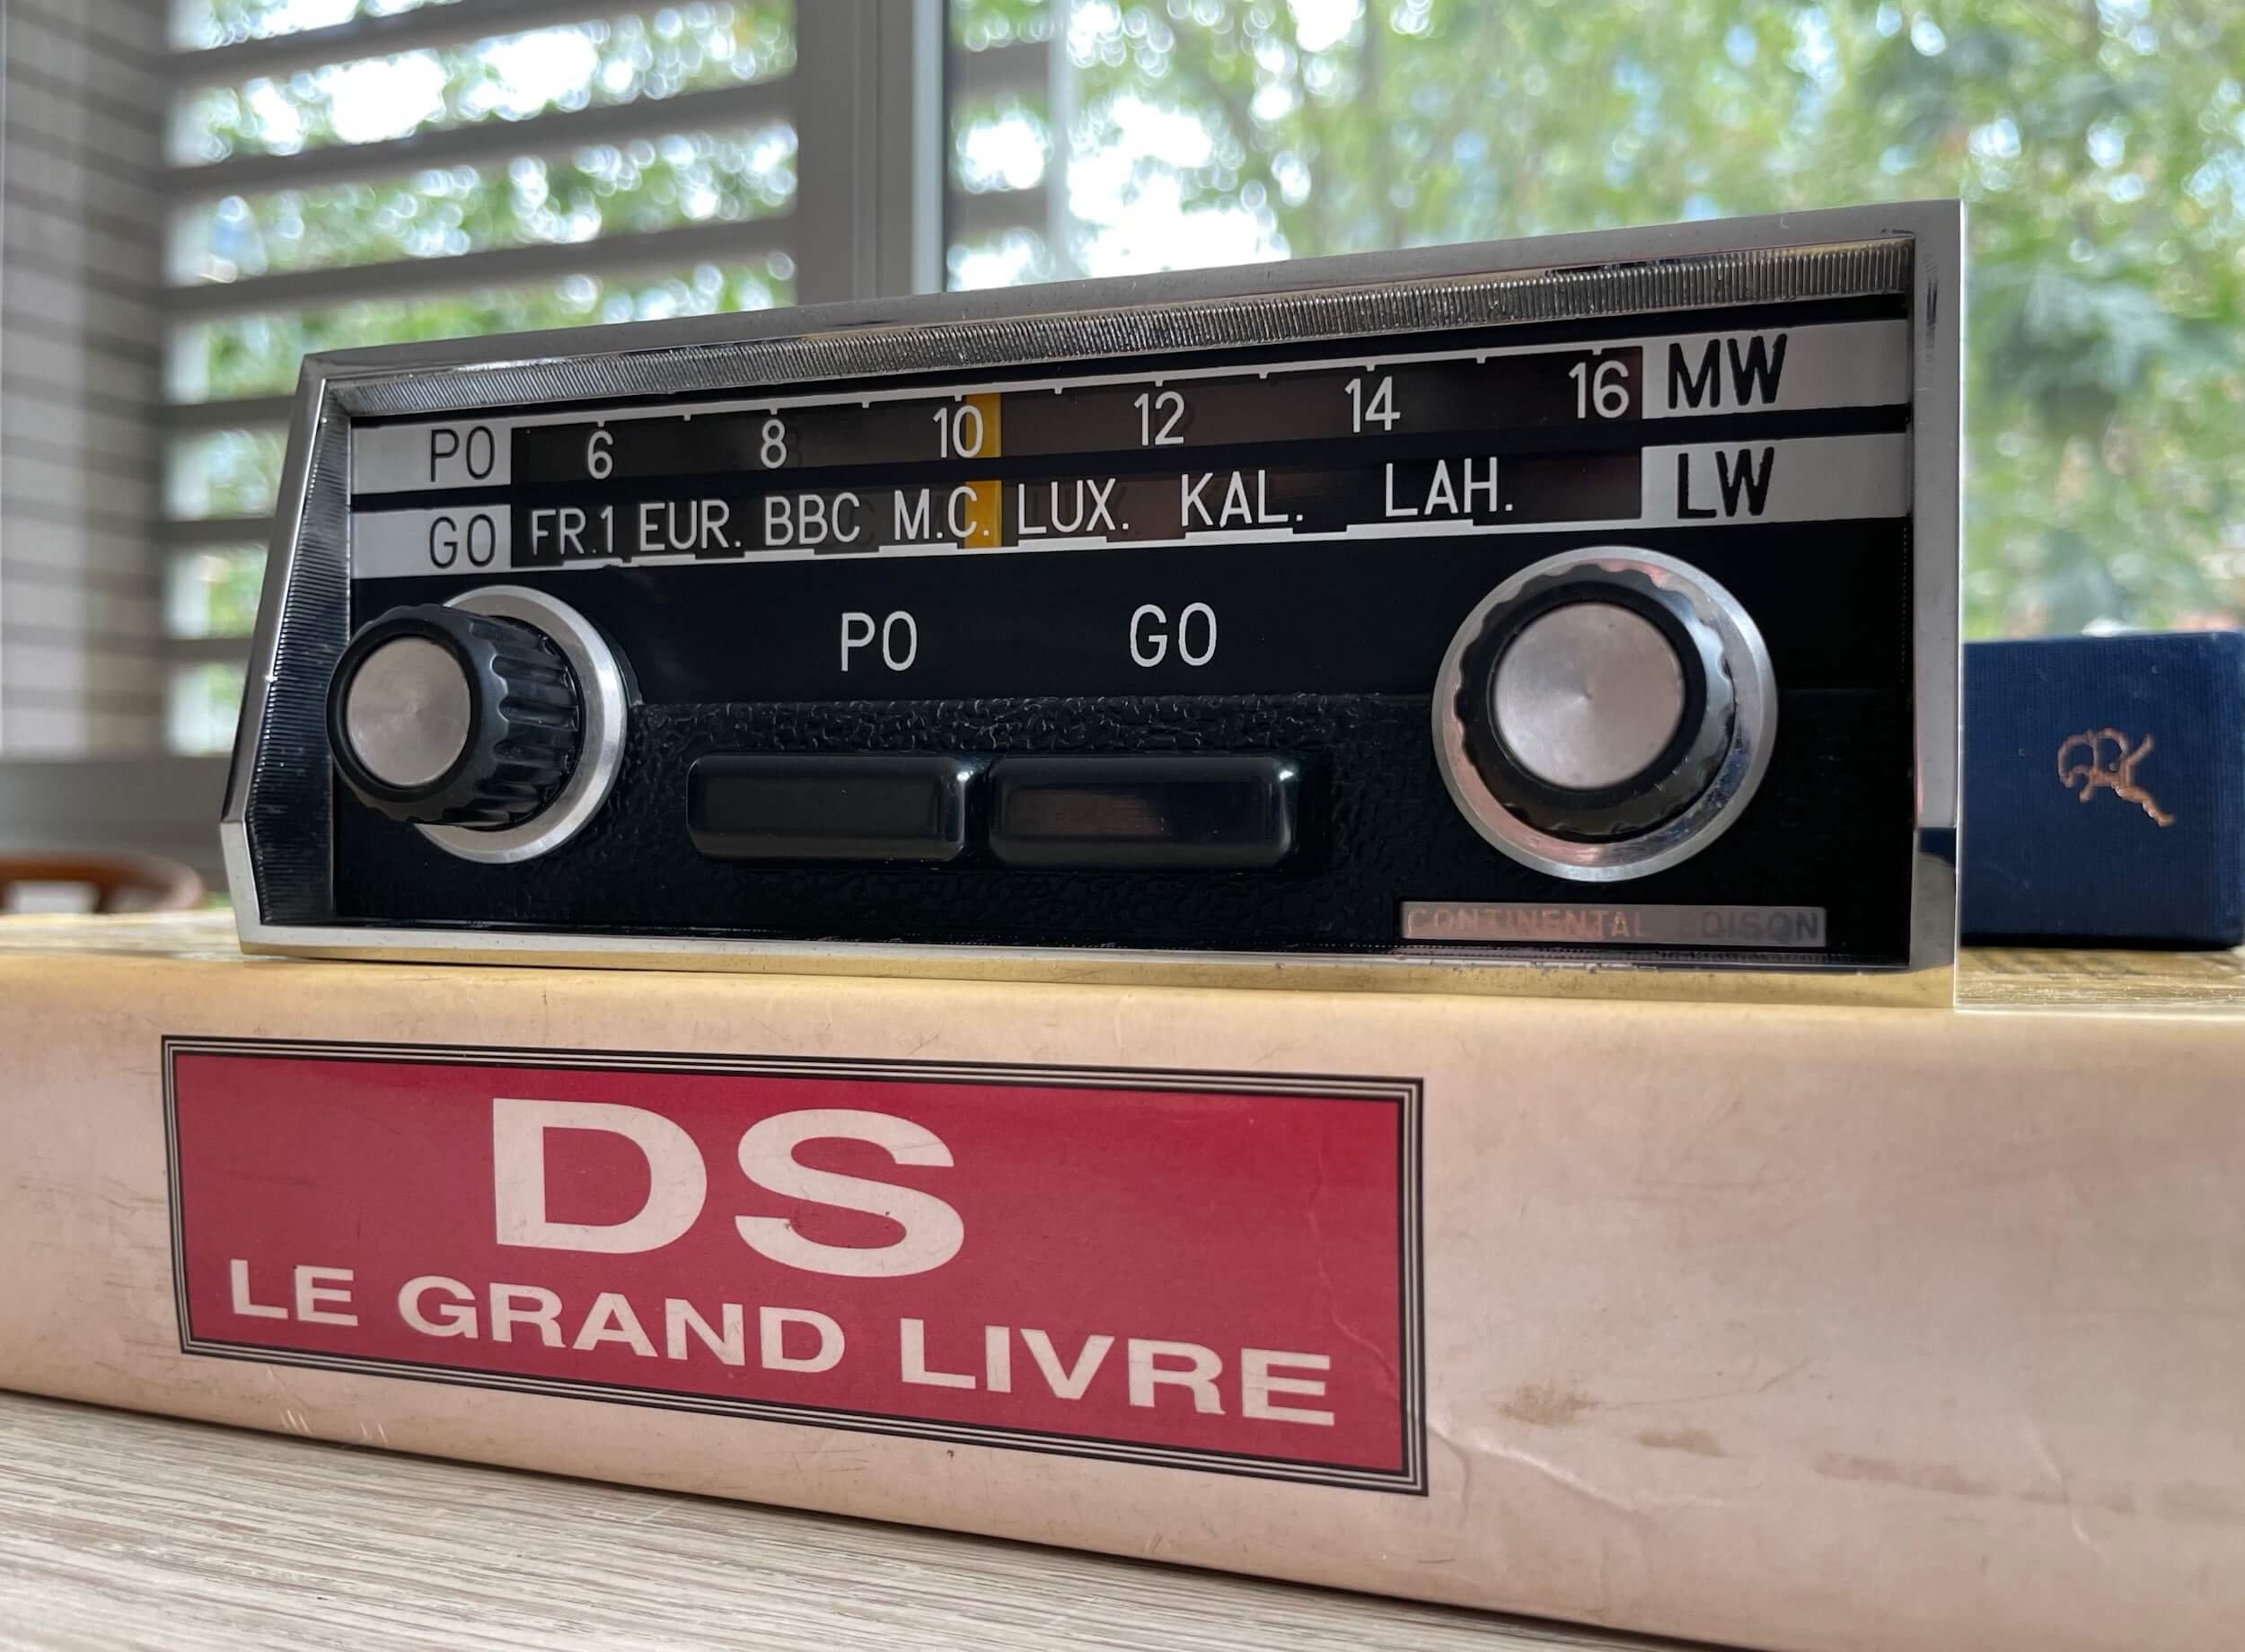 PO 6 8 10 12 14 16 MW
GO FR.1 EUR. BBC M.C. LUX. KAL. LAH. LW
PO GO
CONTINENTAL EDISON
DS
LE GRAND LIVRE